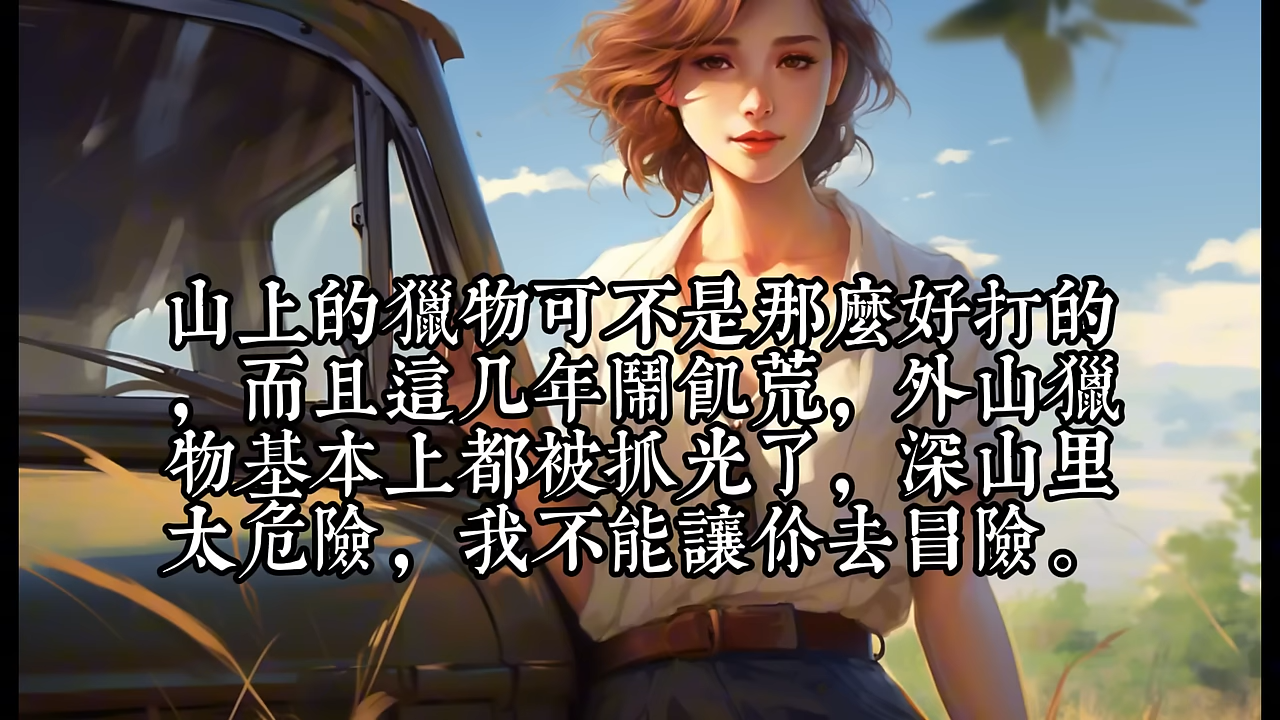 山上的獵物可不是那麼好打的
，而且這几年鬧飢荒，外山獵
物基本上都被抓光了，深山里
太危險，我不能讓你去冒險。